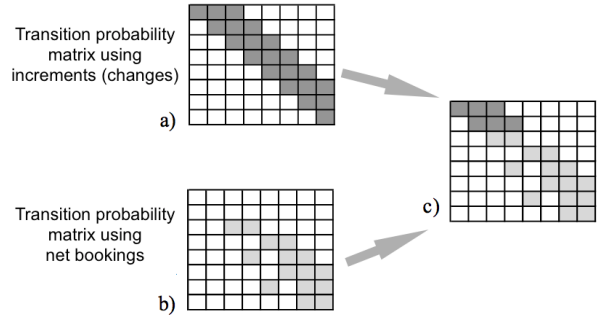 Transition probability
matrix using
increments (changes)
a)
c)
Transition probability
matrix using
net bookings
b)